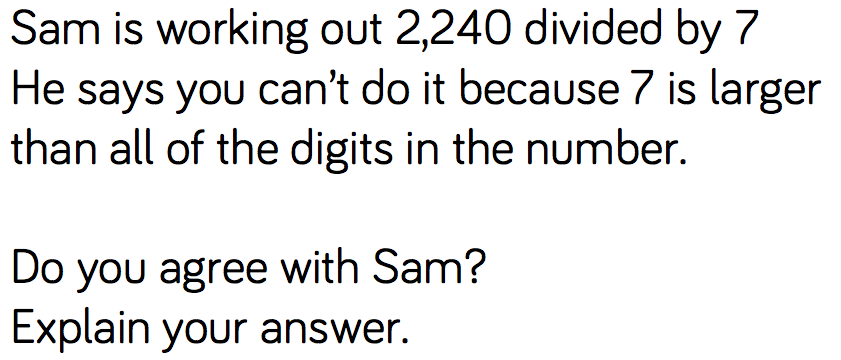 Sam is working out 2,240 divided by 7
He says you can’t do it because 7 is larger
than all of the digits in the number.
Do you agree with Sam?
Explain your answer.